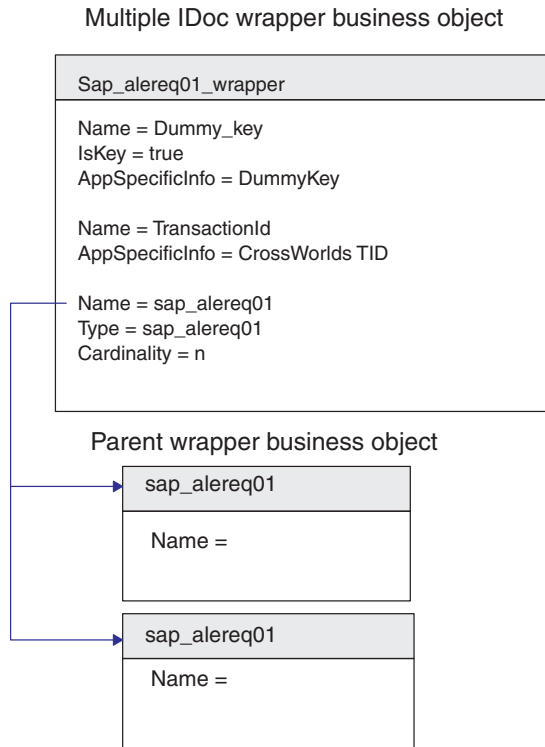 Multiple IDoc wrapper business object
Sap_alereq01_wrapper
Name = Dummy_key
IsKey = true
AppSpecificInfo = DummyKey
Name = TransactionId
AppSpecificInfo = CrossWorlds TID
Name = sap_alereq01
Type = sap_alereq01
Cardinality = n
Parent wrapper business object
sap_alereq01
Name =
sap_alereq01
Name =